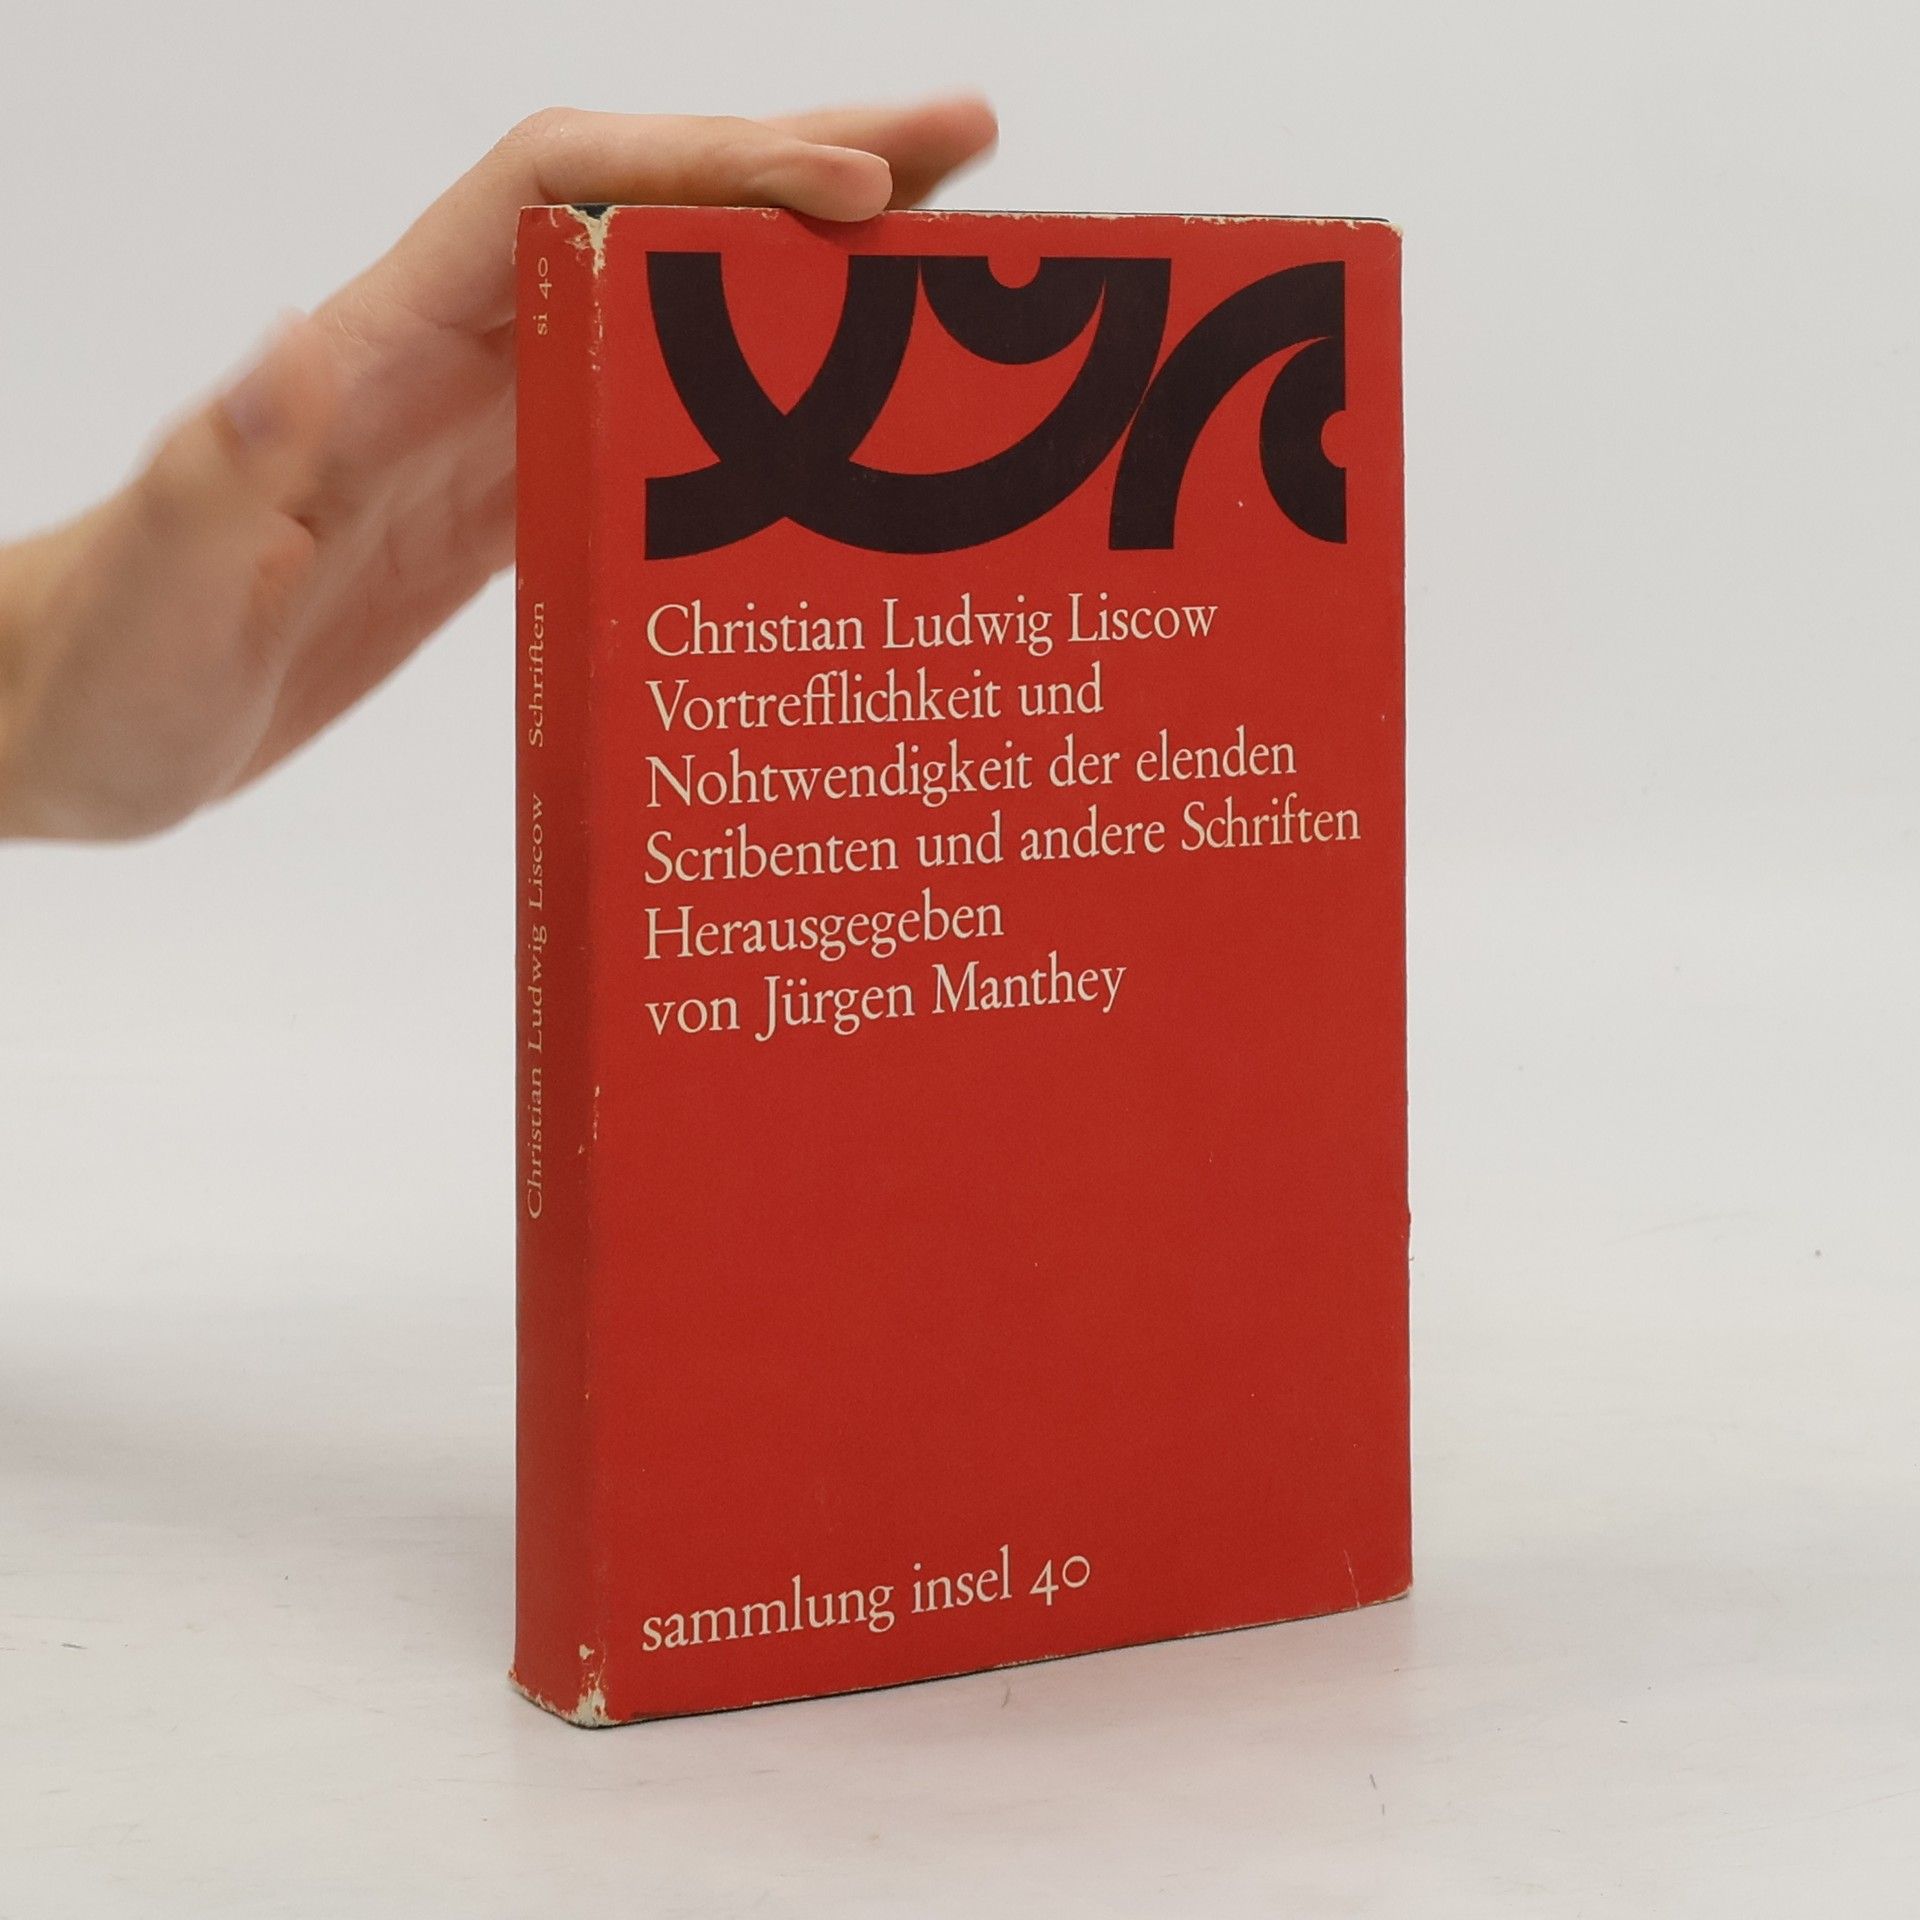 Christian Ludwig Liscow
Vortrefflichkeit und
Nohtwendigkeit der elenden
Scribenten und andere Schriften
Herausgegeben
von Jürgen Manthey
sammlung insel 40
Christian Ludwig Liscow Schriften si 40